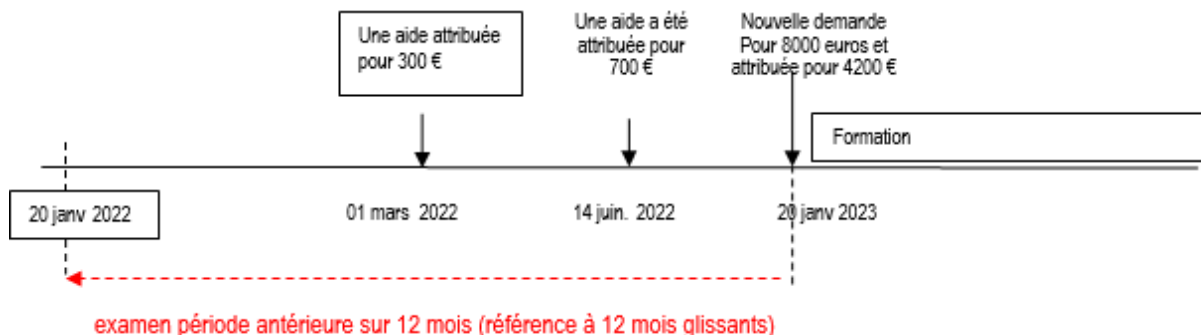 Une aide attribuée
pour 300 €
Une aide a été
attribuée pour
700 €
Nouvelle demande
Pour 8000 euros et
attribuée pour 4200 €
Formation
20 janv 2022
01 mars 2022
14 juin. 2022
20 janv 2023
examen période antérieure sur 12 mois (référence à 12 mois glissants)